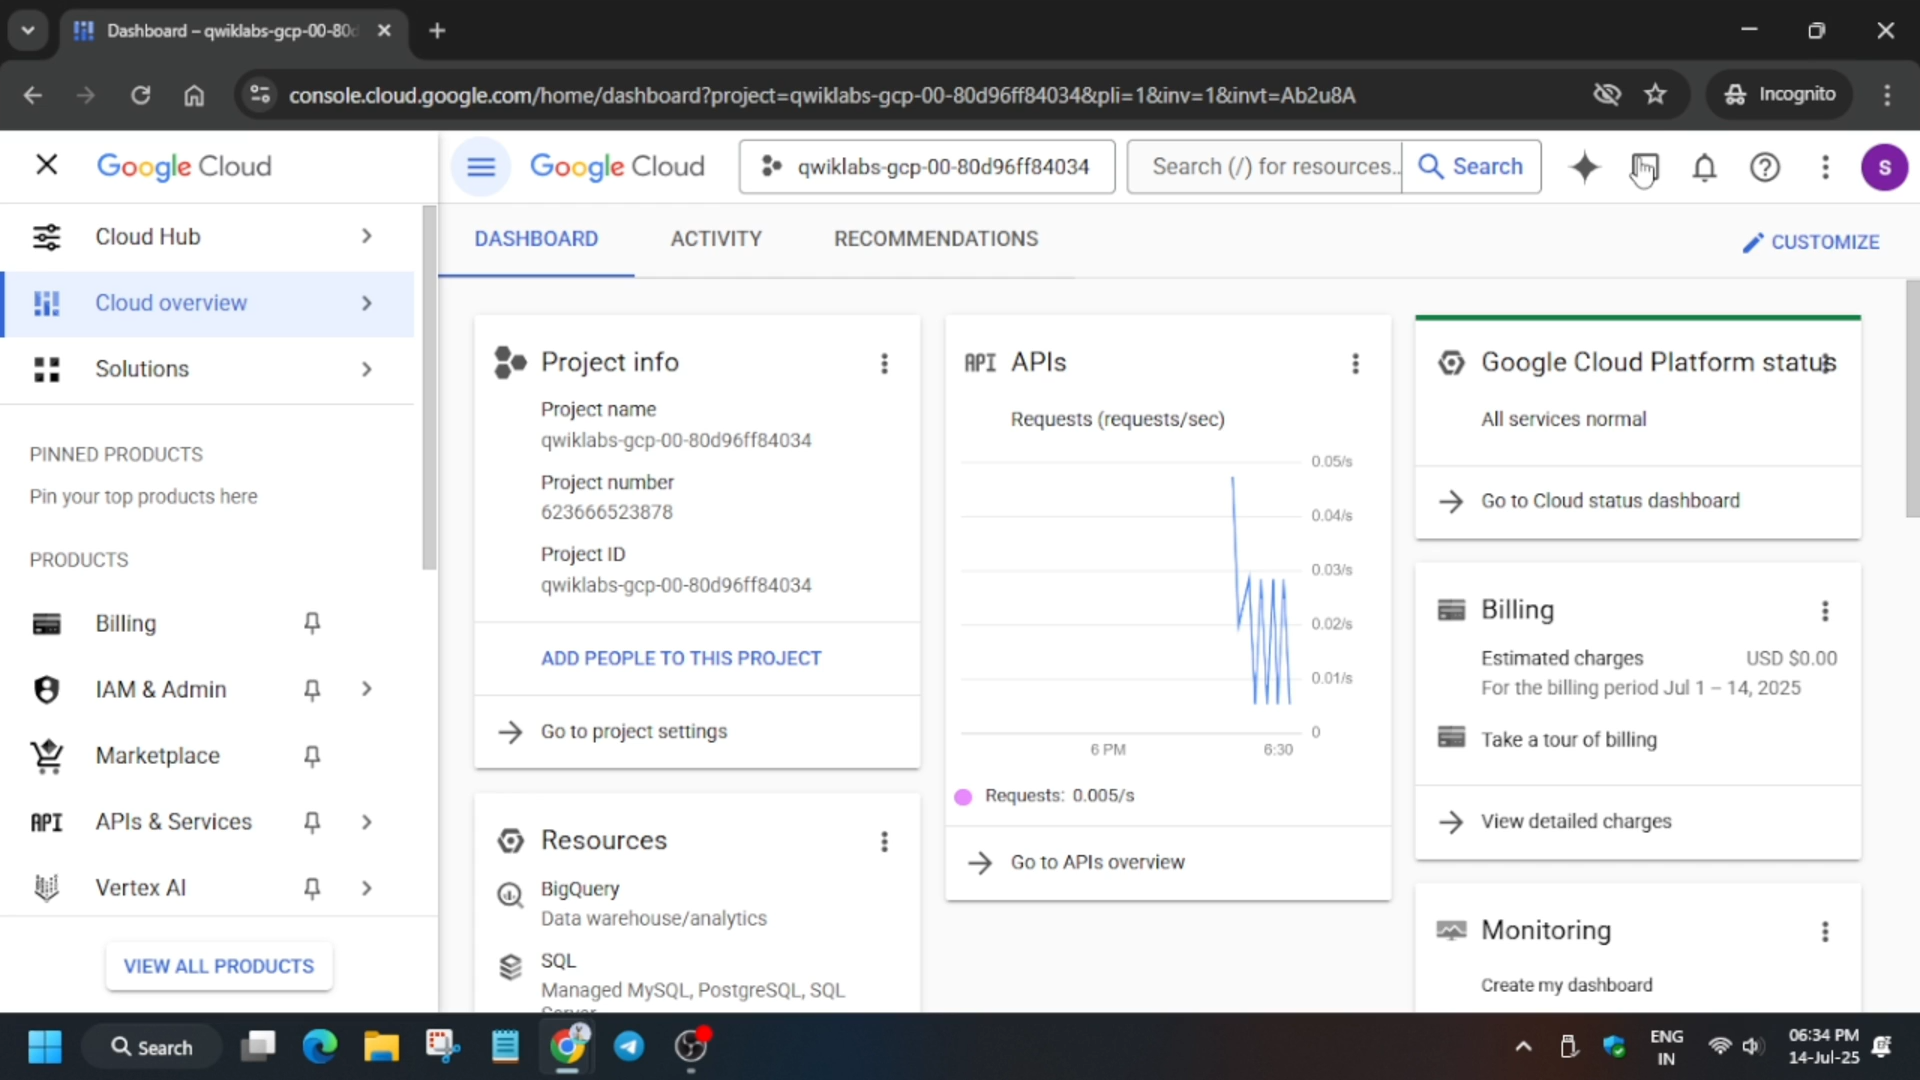 Dashboard – qwiklabs-gcp-00-80d
console.cloud.google.com/home/dashboard?project=qwiklabs-gcp-00-80d96ff84034&pli=1&inv=1&invt=Ab2u8A
Incognito
Google Cloud
Google Cloud
qwiklabs-gcp-00-80d96ff84034
Search (/) for resources...
Search
S
Cloud Hub
Cloud overview
Solutions
PINNED PRODUCTS
Pin your top products here
PRODUCTS
Billing
IAM & Admin
Marketplace
API APIs & Services
Vertex AI
VIEW ALL PRODUCTS
DASHBOARD
ACTIVITY
RECOMMENDATIONS
CUSTOMIZE
Project info
Project name
qwiklabs-gcp-00-80d96ff84034
Project number
623666523878
Project ID
qwiklabs-gcp-00-80d96ff84034
ADD PEOPLE TO THIS PROJECT
Go to project settings
Resources
BigQuery
Data warehouse/analytics
SQL
Managed MySQL, PostgreSQL, SQL
Server
API APIs
Requests (requests/sec)
0.05/s
0.04/s
0.03/s
0.02/s
0.01/s
0
6 PM
6:30
Requests: 0.005/s
Go to APIs overview
Google Cloud Platform status
All services normal
Go to Cloud status dashboard
Billing
Estimated charges
USD $0.00
For the billing period Jul 1 – 14, 2025
Take a tour of billing
View detailed charges
Monitoring
Create my dashboard
Search
ENG
IN
06:34 PM
14-Jul-25